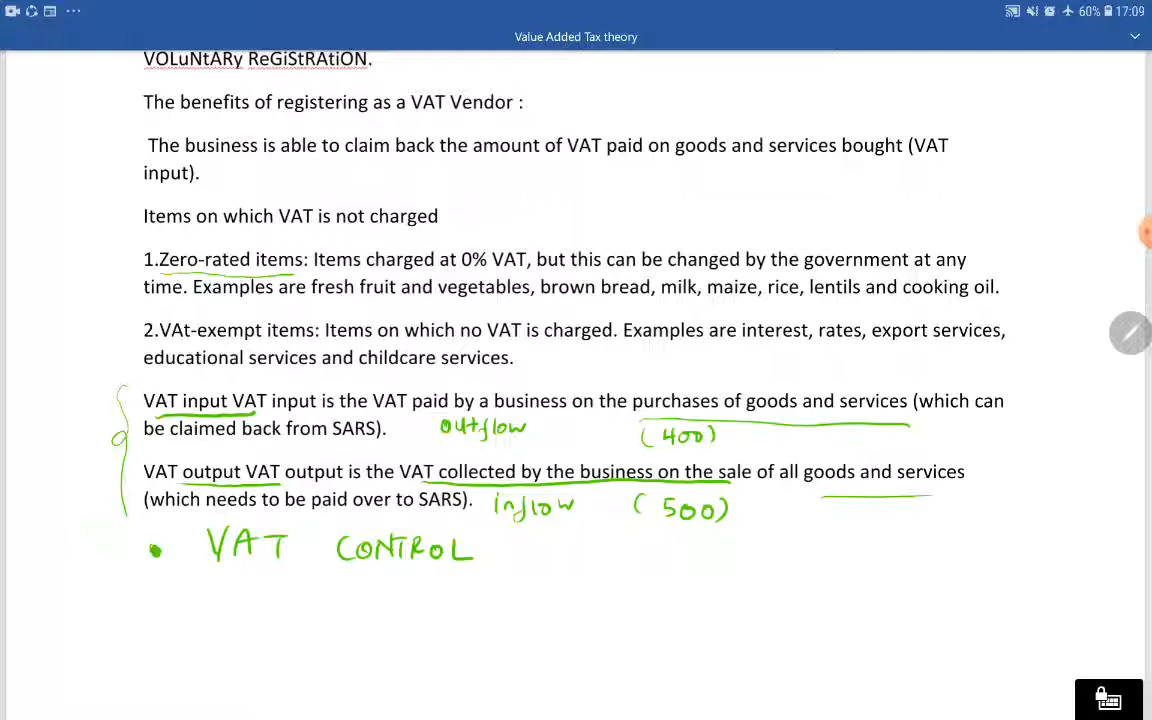 60% 17:09
Value Added Tax theory
VOLuNtARy ReGiStRAtiON.
The benefits of registering as a VAT Vendor :
The business is able to claim back the amount of VAT paid on goods and services bought (VAT
input).
Items on which VAT is not charged
1.Zero-rated items: Items charged at 0% VAT, but this can be changed by the government at any
time. Examples are fresh fruit and vegetables, brown bread, milk, maize, rice, lentils and cooking oil.
2.VAt-exempt items: Items on which no VAT is charged. Examples are interest, rates, export services,
educational services and childcare services.
VAT input VAT input is the VAT paid by a business on the purchases of goods and services (which can
be claimed back from SARS). outflow (400)
VAT output VAT output is the VAT collected by the business on the sale of all goods and services
(which needs to be paid over to SARS). inflow (500)
• VAT CONTROL